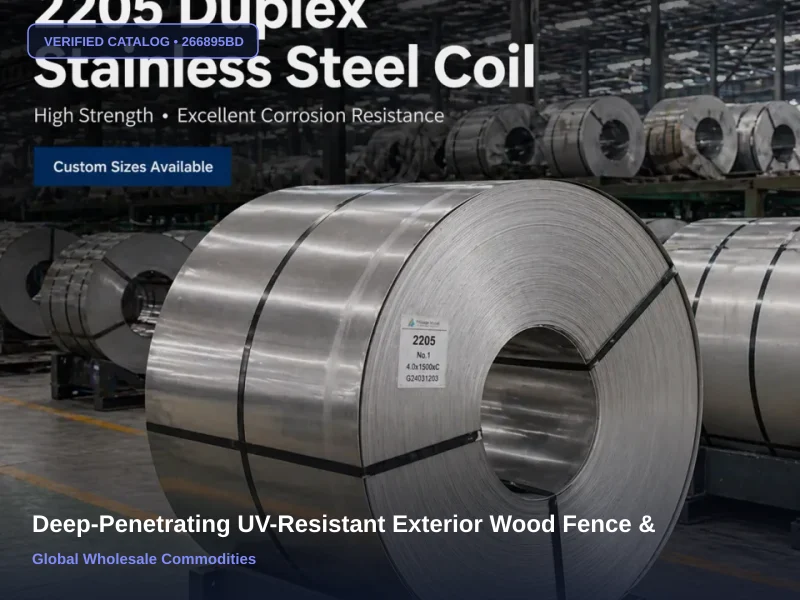 2205 Duplex
VERIFIED CATALOG • 266895BD
Stainless Steel Coil
High Strength • Excellent Corrosion Resistance
Custom Sizes Available
2205
No.1
4.0x1500xC
G24031203
Deep-Penetrating UV-Resistant Exterior Wood Fence &
Global Wholesale Commodities